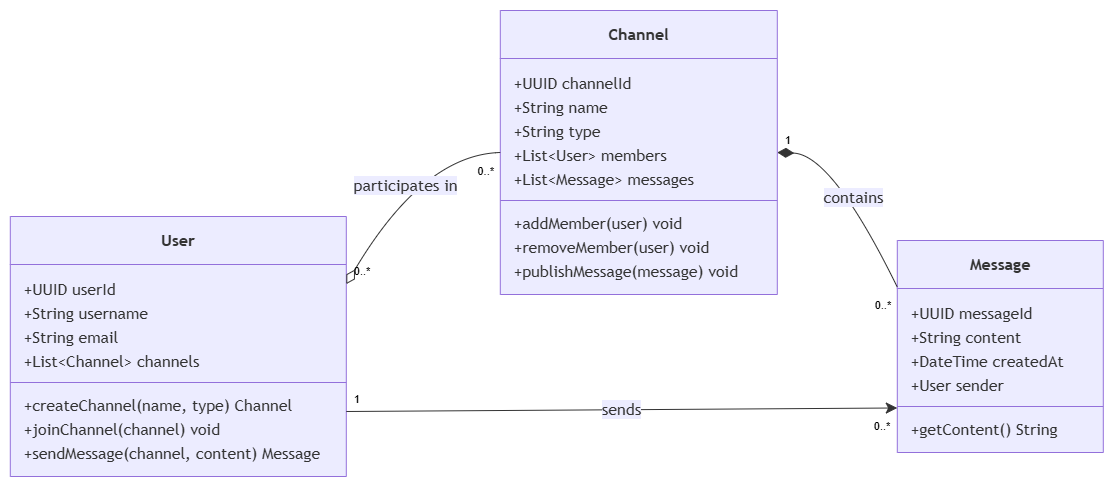 Channel
+UUID channelId
+String name
+String type
+List<User> members
+List<Message> messages
+addMember(user) void
+removeMember(user) void
+publishMessage(message) void
1
contains
0..*
0..*
participates in
0..*
User
+UUID userId
+String username
+String email
+List<Channel> channels
+createChannel(name, type) Channel
+joinChannel(channel) void
+sendMessage(channel, content) Message
1
sends
0..*
Message
+UUID messageId
+String content
+DateTime createdAt
+User sender
+getContent() String